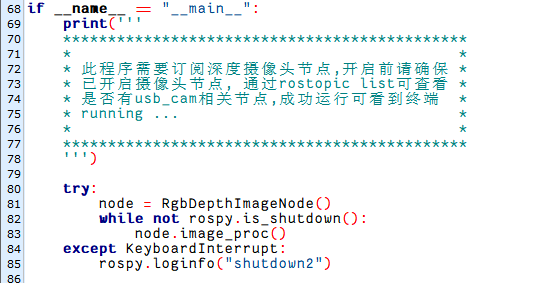 68 if __name__ == "__main__":
69     print('''
70     *********************************************
71     *                                           *
72     * 此程序需要订阅深度摄像头节点,开启前请确保 *
73     * 已开启摄像头节点, 通过rostopic list可查看 *
74     * 是否有usb_cam相关节点,成功运行可看到终端  *
75     * running ...                               *
76     *                                           *
77     *********************************************
78     ''')
79
80     try:
81         node = RgbDepthImageNode()
82         while not rospy.is_shutdown():
83             node.image_proc()
84     except KeyboardInterrupt:
85         rospy.loginfo("shutdown2")
86